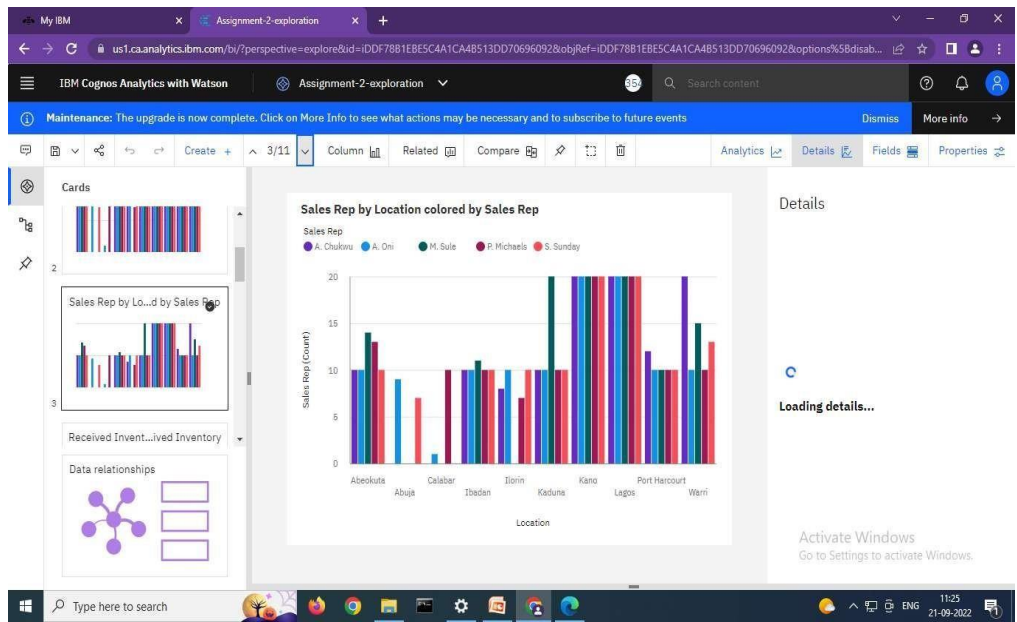 My IBM
Assignment-2-exploration
us1.ca.analytics.ibm.com/bi/?perspective=explore&id=iDDF78B1EBE5C4A1CA4B513DD70696092&objRef=iDDF78B1EBE5C4A1CA4B513DD70696092&options%5Bdisab...
IBM Cognos Analytics with Watson
Assignment-2-exploration
Search content
Maintenance: The upgrade is now complete. Click on More Info to see what actions may be necessary and to subscribe to future events
Dismiss
More info
Create +
3/11
Column
Related
Compare
Analytics
Details
Fields
Properties
Cards
2
Sales Rep by Lo...d by Sales Rep
3
Received Invent...ived Inventory
Data relationships
Sales Rep by Location colored by Sales Rep
Sales Rep
A. Chukwu A. Oni M. Sule P. Michaels S. Sunday
20
15
10
5
0
Sales Rep (Count)
Abeokuta Calabar Ilorin Kano Port Harcourt
Abuja Ibadan Kaduna Lagos Warri
Location
Details
Loading details...
Activate Windows
Go to Settings to activate Windows.
Type here to search
ENG
11:25
21-09-2022